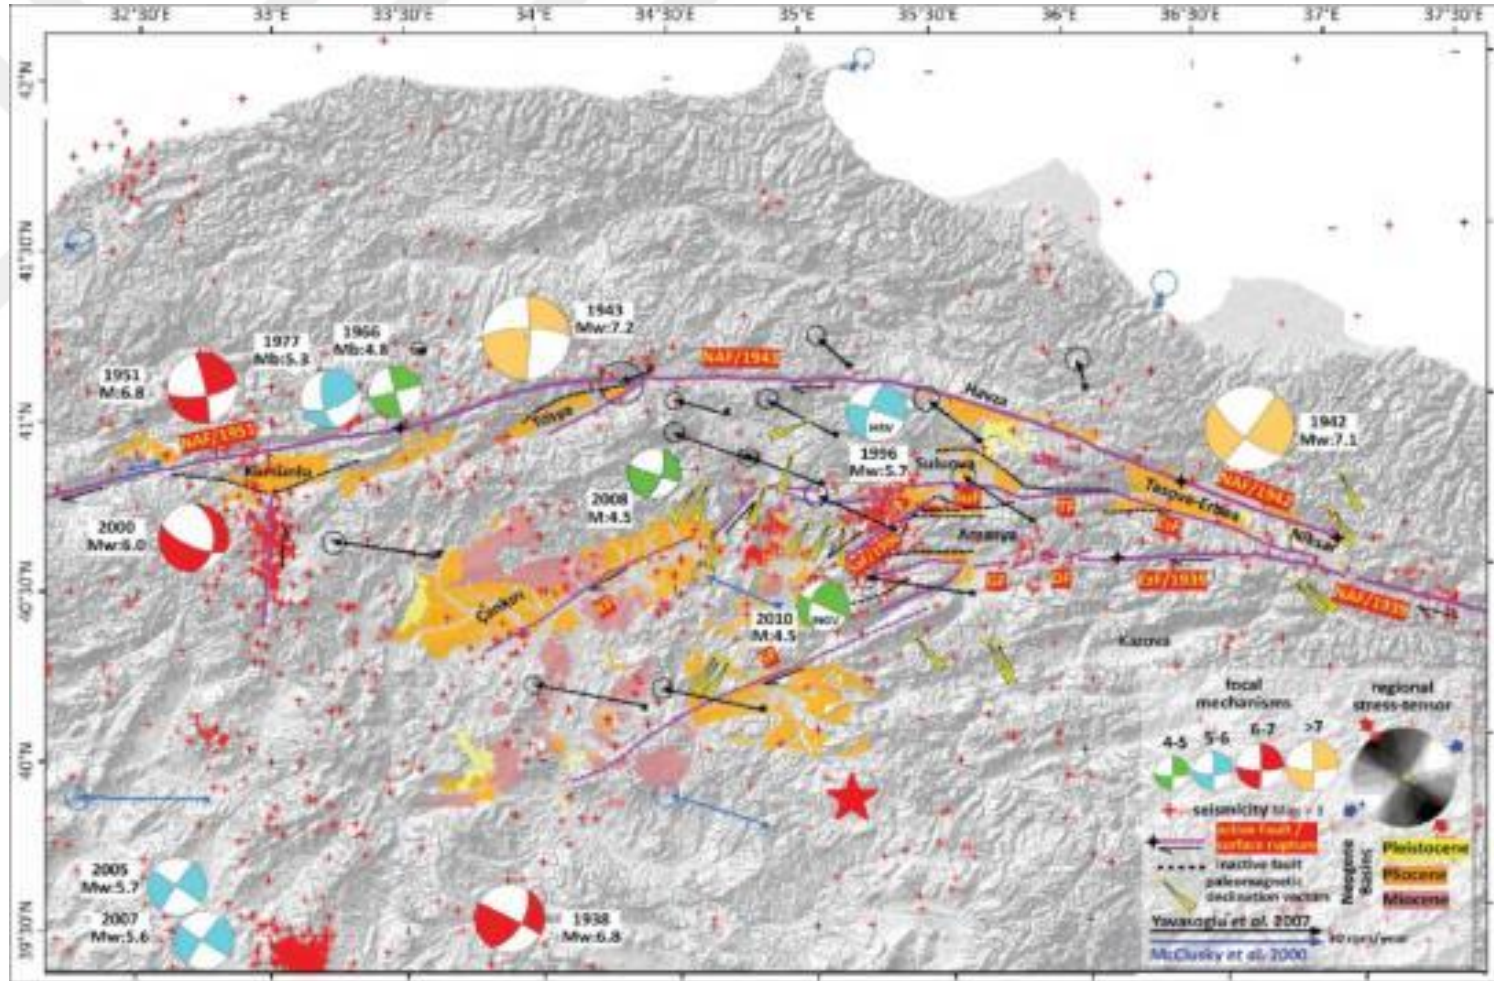 32°30'E 33°E 33°30'E 34°E 34°30'E 35°E 35°30'E 36°E 36°30'E 37°E 37°30'E
42°N
41°30'N
41°N
40°30'N
40°N
39°30'N
1943
Mw:7.2
1977
Mb:5.3
1966
Mb:4.8
1951
M:6.8
NAF/1951
NAF/1943
Havza
1942
Mw:7.1
NAF/1942
Tosya
Kurşunlu
1996
Mw:5.7
Suluova
Taşova-Erbaa
Niksar
2008
M:4.5
2000
Mw:6.0
Amasya
NAF/1939
Çankırı
2010
M:4.5
Kazova
2005
Mw:5.7
2007
Mw:5.6
1938
Mw:6.8
focal
mechanisms
4-5 5-6 6-7 >7
seismicity
active fault /
surface rupture
inactive fault
paleomagnetic
declination vectors
Yavaşoğlu et al. 2007
McClusky et al. 2000
regional
stress-tensor
Neogene
Basins
Pleistocene
Pliocene
Miocene